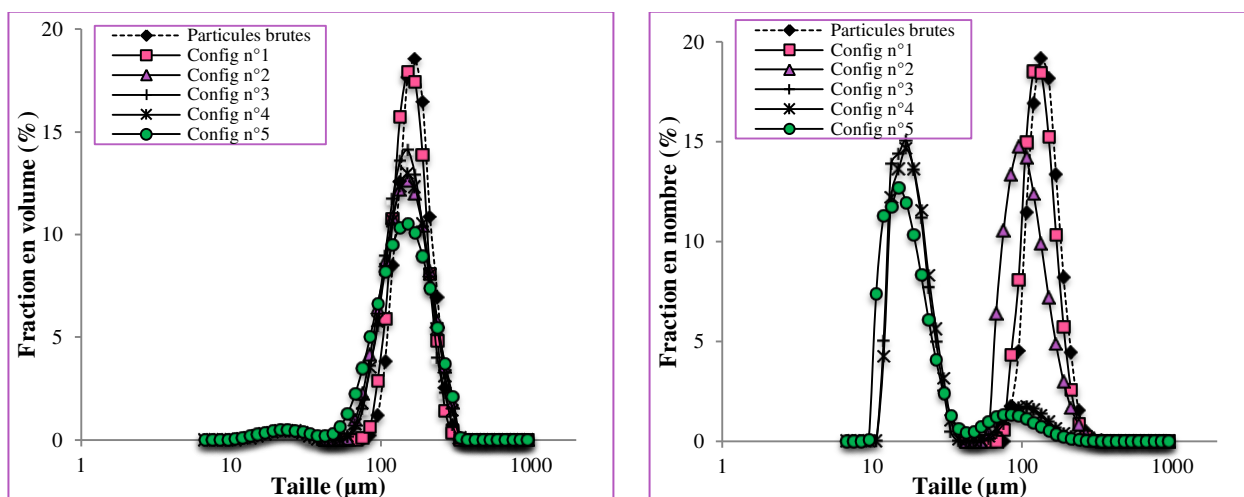 Particules brutes
Config n°1
Config n°2
Config n°3
Config n°4
Config n°5
Fraction en volume (%)
20
15
10
5
0
1
10
100
1000
Taille (µm)
Particules brutes
Config n°1
Config n°2
Config n°3
Config n°4
Config n°5
Fraction en nombre (%)
20
15
10
5
0
1
10
100
1000
Taille (µm)